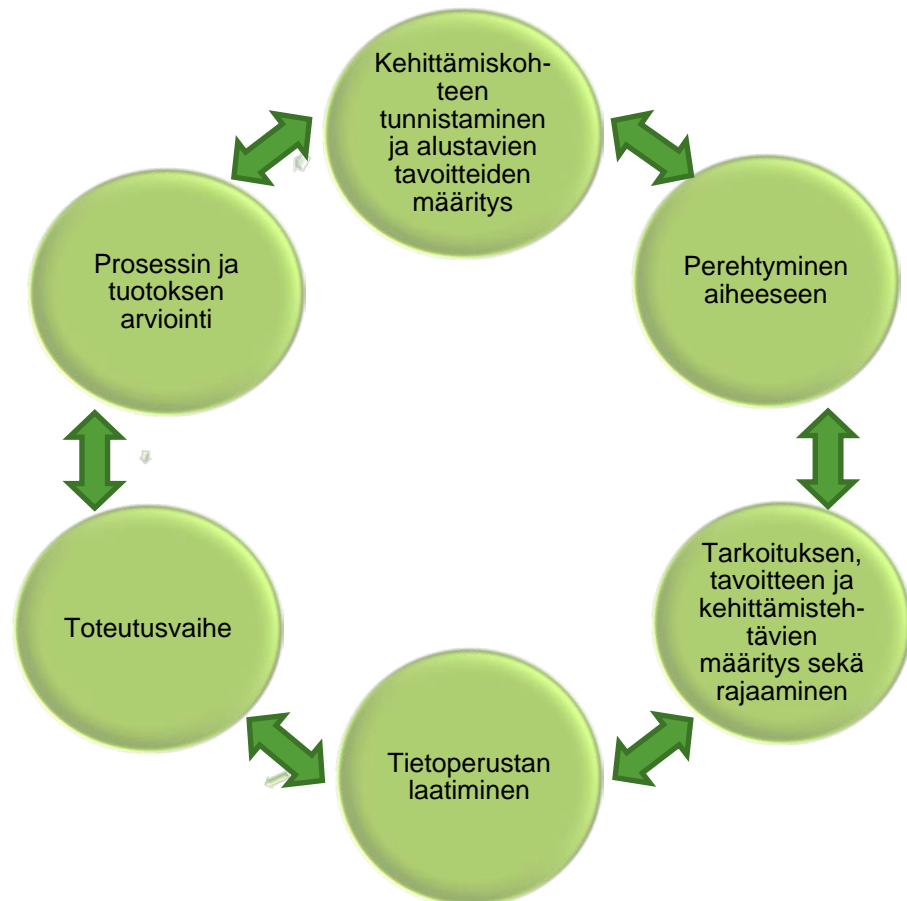 Kehittämiskoh-
teen
tunnistaminen
ja alustavien
tavoitteiden
määritys
Perehtyminen
aiheeseen
Tarkoituksen,
tavoitteen ja
kehittämisteh-
tävien
määritys sekä
rajaaminen
Tietoperustan
laatiminen
Toteutusvaihe
Prosessin ja
tuotoksen
arviointi